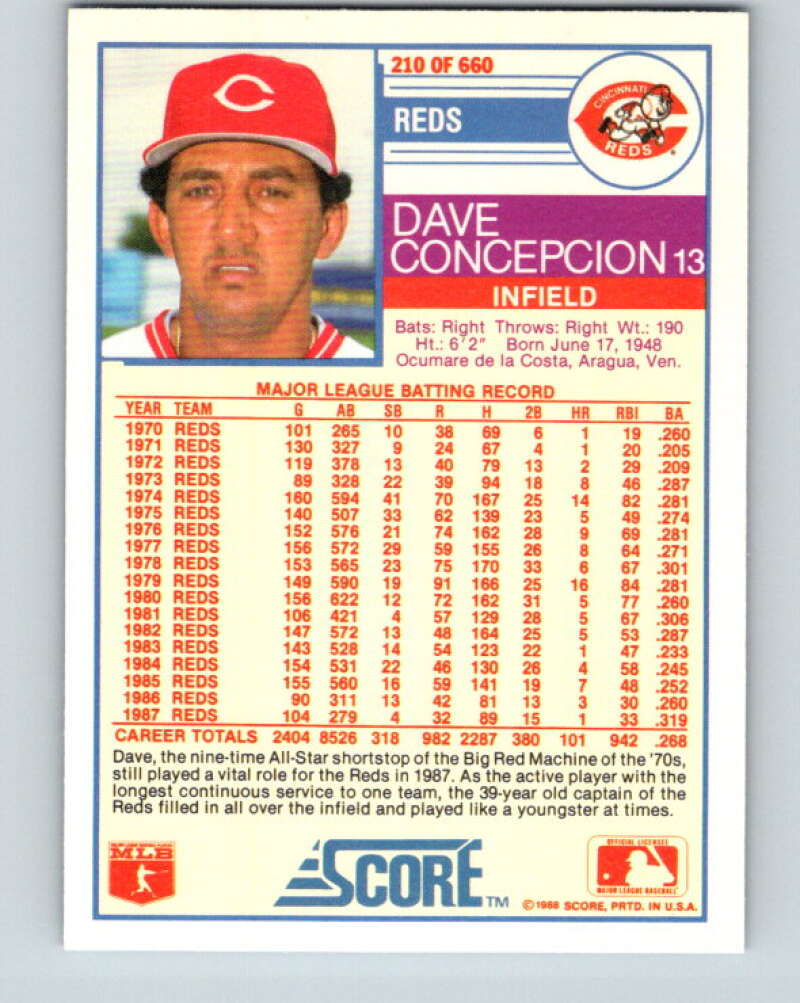 210 OF 660
REDS
CINCINNATI
REDS
DAVE
CONCEPCION 13
INFIELD
Bats: Right Throws: Right Wt.: 190
Ht.: 6'2" Born June 17, 1948
Ocumare de la Costa, Aragua, Ven.
MAJOR LEAGUE BATTING RECORD
YEAR TEAM G AB SB R H 2B HR RBI BA
1970 REDS 101 265 10 38 69 6 1 19 .260
1971 REDS 130 327 9 24 67 4 1 20 .205
1972 REDS 119 378 13 40 79 13 2 29 .209
1973 REDS 89 328 22 39 94 18 8 46 .287
1974 REDS 160 594 41 70 167 25 14 82 .281
1975 REDS 140 507 33 62 139 23 5 49 .274
1976 REDS 152 576 21 74 162 28 9 69 .281
1977 REDS 156 572 29 59 155 26 8 64 .271
1978 REDS 153 565 23 75 170 33 6 67 .301
1979 REDS 149 590 19 91 166 25 16 84 .281
1980 REDS 156 622 12 72 162 31 5 77 .260
1981 REDS 106 421 4 57 129 28 5 67 .306
1982 REDS 147 572 13 48 164 25 5 53 .287
1983 REDS 143 528 14 54 123 22 1 47 .233
1984 REDS 154 531 22 46 130 26 4 58 .245
1985 REDS 155 560 16 59 141 19 7 48 .252
1986 REDS 90 311 13 42 81 13 3 30 .260
1987 REDS 104 279 4 32 89 15 1 33 .319
CAREER TOTALS 2404 8526 318 982 2287 380 101 942 .268
Dave, the nine-time All-Star shortstop of the Big Red Machine of the '70s,
still played a vital role for the Reds in 1987. As the active player with the
longest continuous service to one team, the 39-year old captain of the
Reds filled in all over the infield and played like a youngster at times.
MLB
SCORE TM
OFFICIAL LICENSEE
MAJOR LEAGUE BASEBALL
©1988 SCORE, PRTD. IN U.S.A.